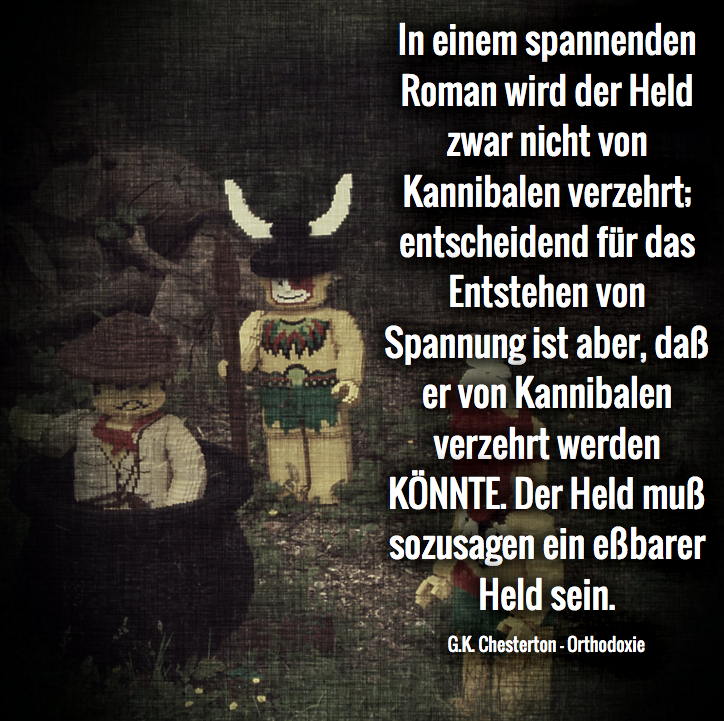 In einem spannenden
Roman wird der Held
zwar nicht von
Kannibalen verzehrt;
entscheidend für das
Entstehen von
Spannung ist aber, daß
er von Kannibalen
verzehrt werden
KÖNNTE. Der Held muß
sozusagen ein eßbarer
Held sein.
G.K. Chesterton - Orthodoxie